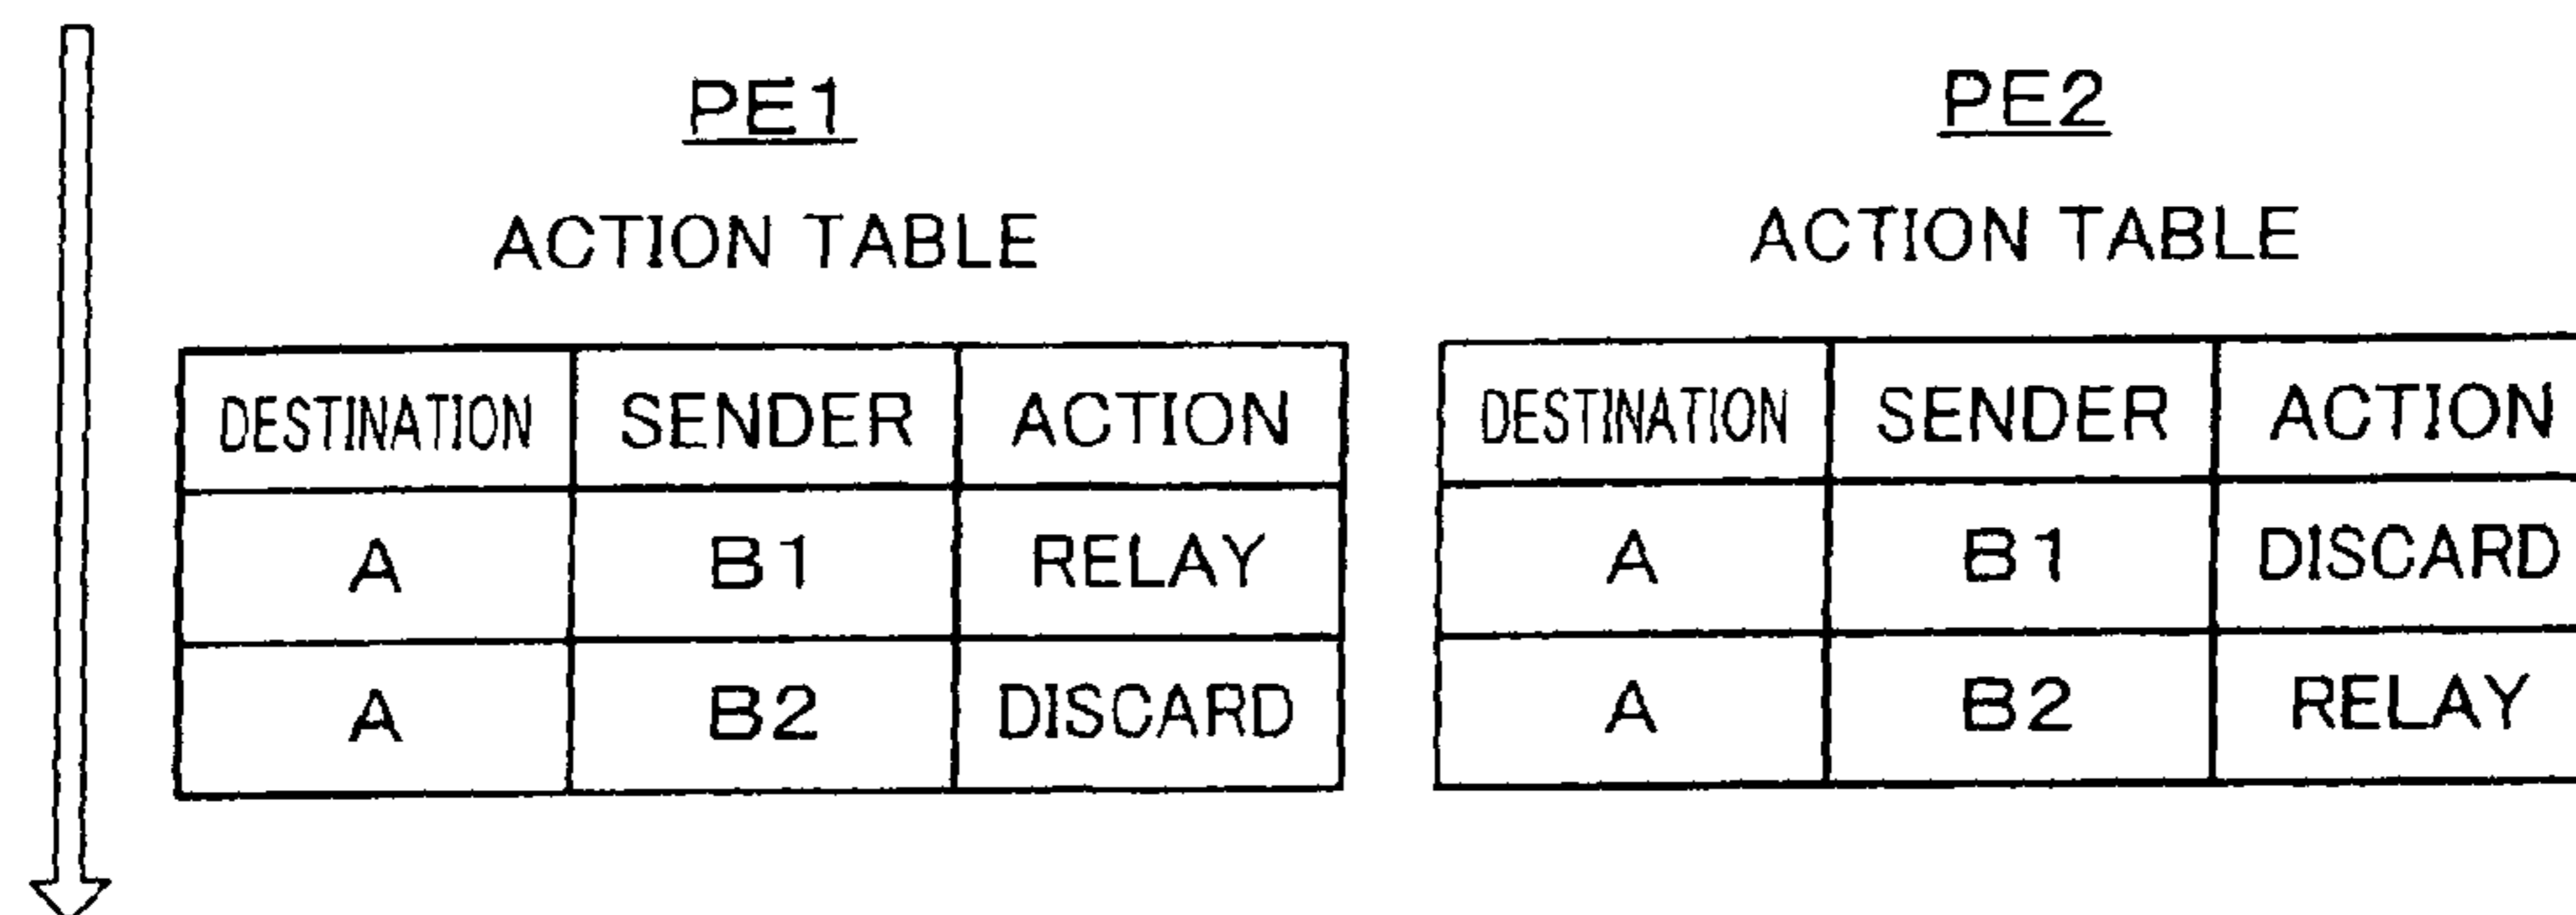 PE1
ACTION TABLE
DESTINATION SENDER ACTION
A B1 RELAY
A B2 DISCARD
PE2
ACTION TABLE
DESTINATION SENDER ACTION
A B1 DISCARD
A B2 RELAY